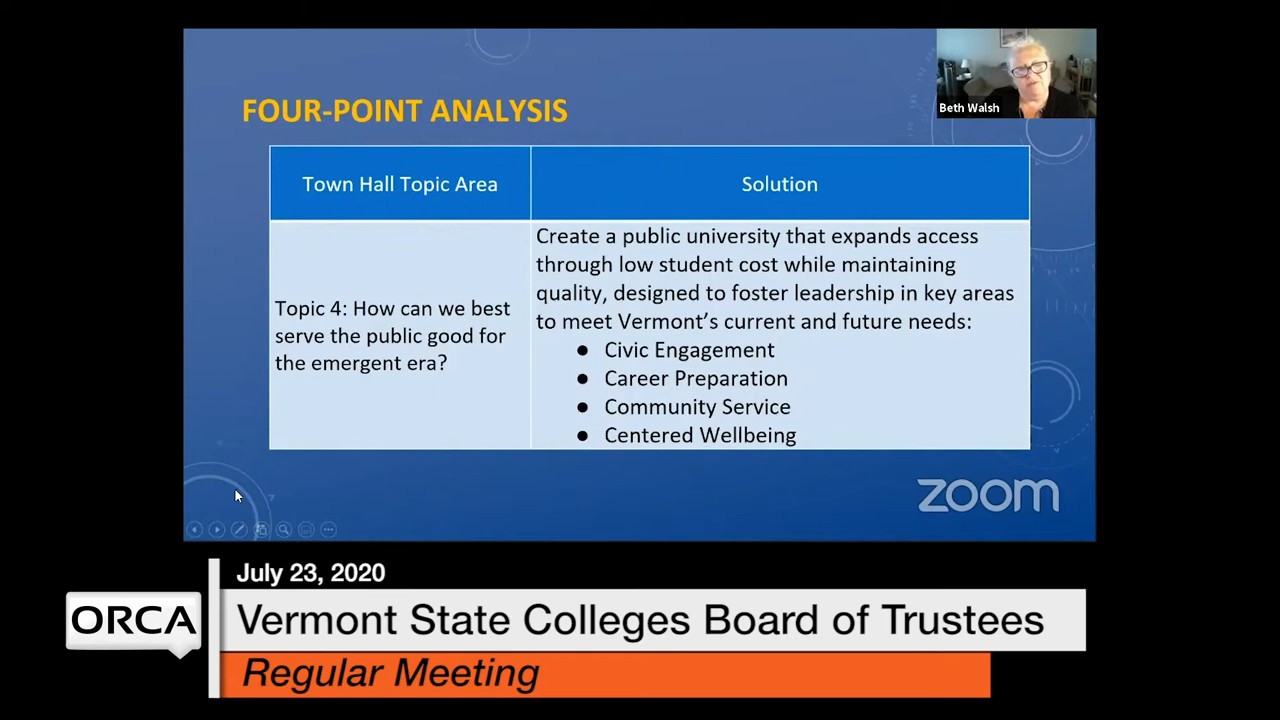 FOUR-POINT ANALYSIS
Beth Walsh
Town Hall Topic Area
Solution
Topic 4: How can we best
serve the public good for
the emergent era?
Create a public university that expands access
through low student cost while maintaining
quality, designed to foster leadership in key areas
to meet Vermont's current and future needs:
● Civic Engagement
● Career Preparation
● Community Service
● Centered Wellbeing
zoom
July 23, 2020
ORCA
Vermont State Colleges Board of Trustees
Regular Meeting